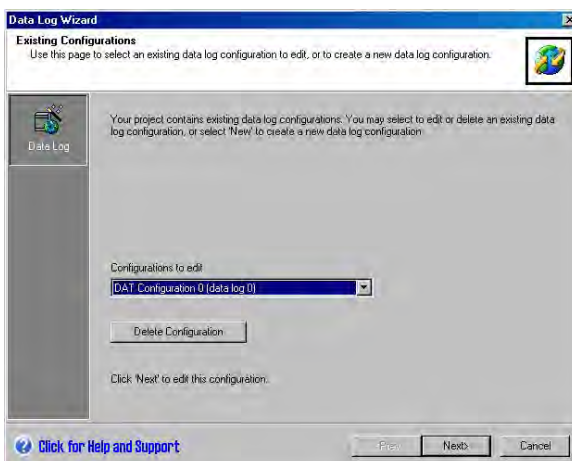 Data Log Wizard
Existing Configurations
Use this page to select an existing data log configuration to edit, or to create a new data log configuration.
Data Log
Your project contains existing data log configurations. You may select to edit or delete an existing data
log configuration, or select 'New' to create a new data log configuration
Configurations to edit
DAT Configuration 0 (data log 0)
Delete Configuration
Click 'Next' to edit this configuration.
Click for Help and Support
Next>
Cancel